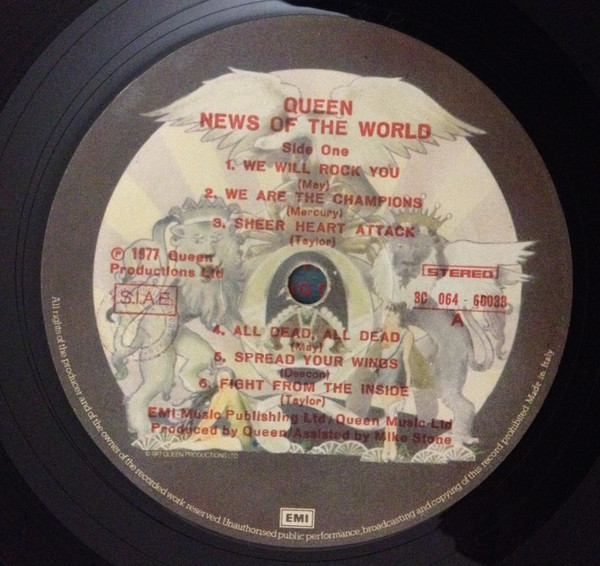 QUEEN
NEWS OF THE WORLD
Side One
1. WE WILL ROCK YOU
(May)
2. WE ARE THE CHAMPIONS
(Mercury)
3. SHEER HEART ATTACK
(Taylor)
℗ 1977 Queen
Productions Ltd
S.I.A.E.
STEREO
3C 064 - 60033
A
4. ALL DEAD, ALL DEAD
(May)
5. SPREAD YOUR WINGS
(Deacon)
6. FIGHT FROM THE INSIDE
(Taylor)
EMI Music Publishing Ltd/Queen Music Ltd
Produced by Queen/Assisted by Mike Stone
© 1977 QUEEN PRODUCTIONS LTD
All rights of the producer and of the owner of the recorded work reserved. Unauthorised public performance, broadcasting and copying of this record prohibited. Made in Italy
EMI